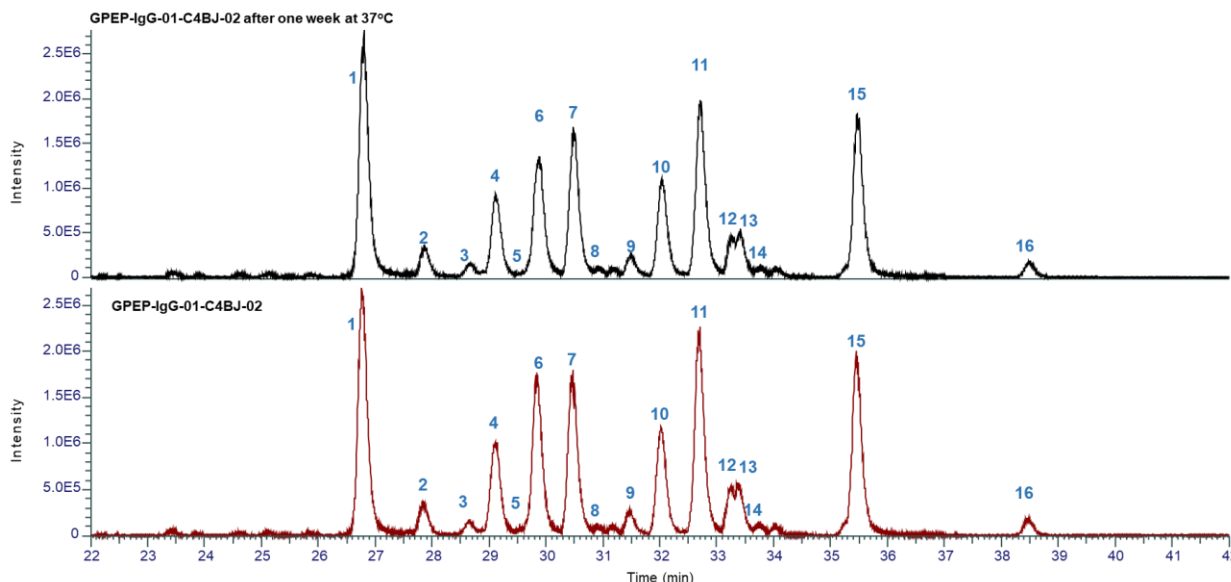 GPEP-IgG-01-C4BJ-02 after one week at 37°C
2.5E6
2.0E6
1.5E6
1.0E6
5.0E5
0
Intensity
1
2
3
4
5
6
7
8
9
10
11
12
13
14
15
16
GPEP-IgG-01-C4BJ-02
2.5E6
2.0E6
1.5E6
1.0E6
5.0E5
0
Intensity
1
2
3
4
5
6
7
8
9
10
11
12
13
14
15
16
22 23 24 25 26 27 28 29 30 31 32 33 34 35 36 37 38 39 40 41
Time (min)